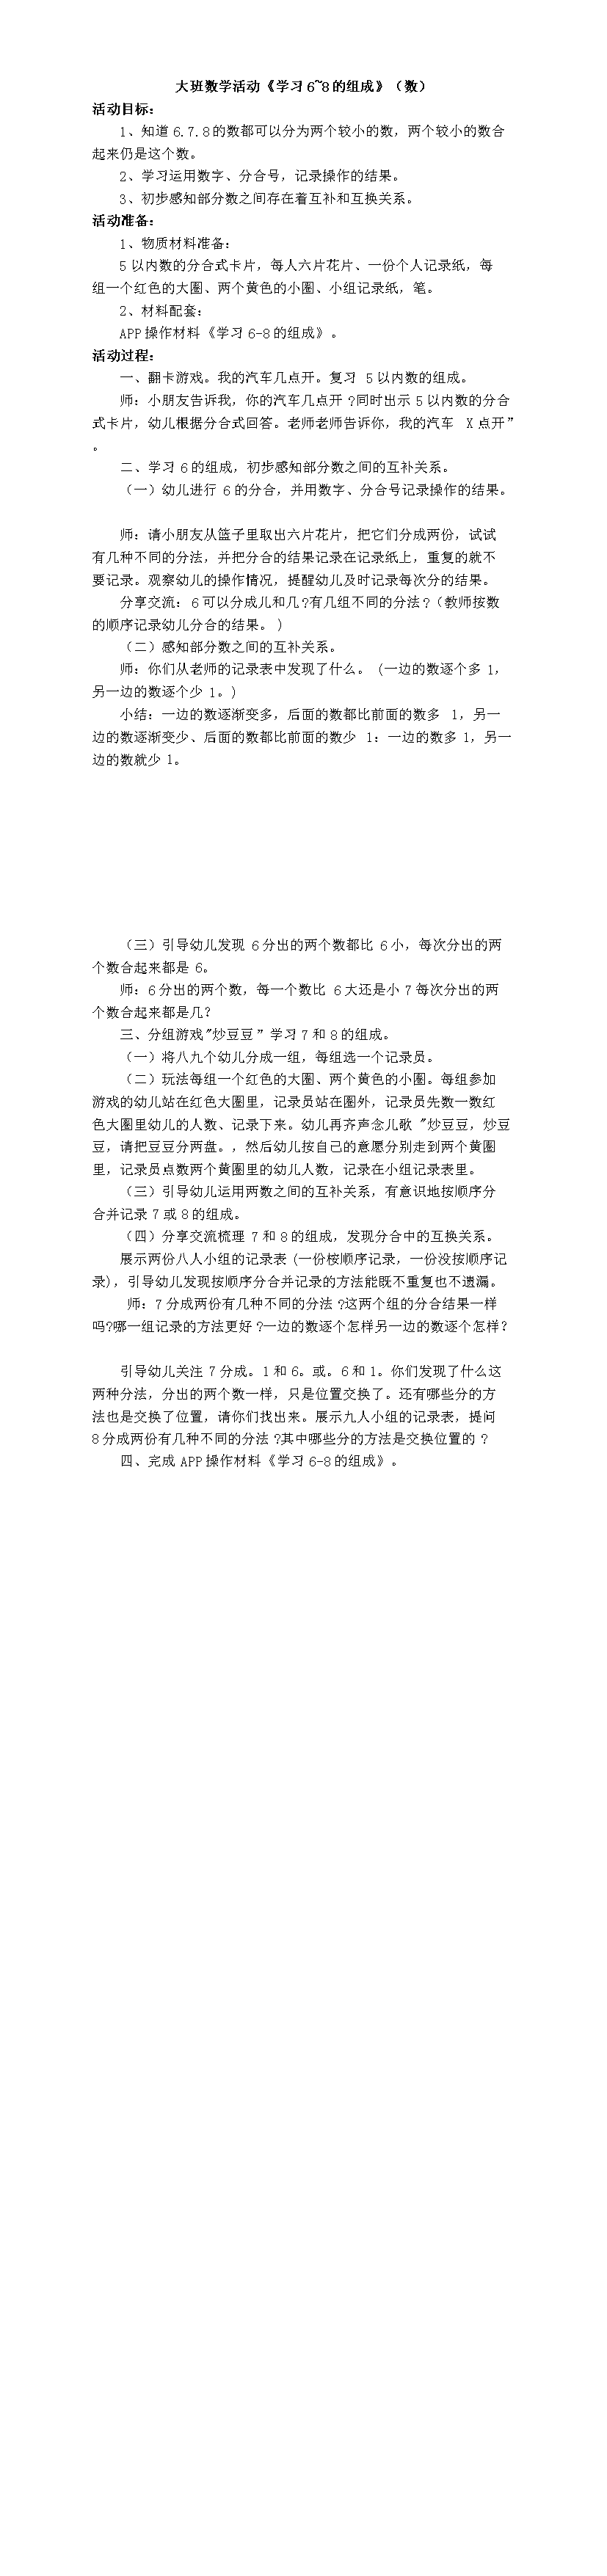 大班数学活动《学习6~8的组成》（数）
活动目标：
1、知道6.7.8的数都可以分为两个较小的数，两个较小的数合
起来仍是这个数。
2、学习运用数字、分合号，记录操作的结果。
3、初步感知部分数之间存在着互补和互换关系。
活动准备：
1、物质材料准备：
5以内数的分合式卡片，每人六片花片、一份个人记录纸，每
组一个红色的大圈、两个黄色的小圈、小组记录纸，笔。
2、材料配套：
APP操作材料《学习6-8的组成》。
活动过程：
一、翻卡游戏。我的汽车几点开。复习 5以内数的组成。
师：小朋友告诉我，你的汽车几点开?同时出示5以内数的分合
式卡片，幼儿根据分合式回答。老师老师告诉你，我的汽车 X点开”
。
二、学习6的组成，初步感知部分数之间的互补关系。
（一）幼儿进行 6的分合，并用数字、分合号记录操作的结果。
师：请小朋友从篮子里取出六片花片，把它们分成两份，试试
有几种不同的分法，并把分合的结果记录在记录纸上，重复的就不
要记录。观察幼儿的操作情况，提醒幼儿及时记录每次分的结果。
分享交流：6可以分成儿和几?有几组不同的分法?（教师按数
的顺序记录幼儿分合的结果。)
（二）感知部分数之间的互补关系。
师：你们从老师的记录表中发现了什么。(一边的数逐个多 1，
另一边的数逐个少 1。)
小结：一边的数逐渐变多，后面的数都比前面的数多 1，另一
边的数逐渐变少、后面的数都比前面的数少 1：一边的数多 1，另一
边的数就少 1。
（三）引导幼儿发现 6分出的两个数都比 6小，每次分出的两
个数合起来都是 6。
师：6分出的两个数，每一个数比 6大还是小7每次分出的两
个数合起来都是几?
三、分组游戏"炒豆豆”学习7和8的组成。
（一）将八九个幼儿分成一组，每组选一个记录员。
（二）玩法每组一个红色的大圈、两个黄色的小圈。每组参加
游戏的幼儿站在红色大圈里，记录员站在圈外，记录员先数一数红
色大圈里幼儿的人数、记录下来。幼儿再齐声念儿歌 "炒豆豆，炒豆
豆，请把豆豆分两盘。，然后幼儿按自己的意愿分别走到两个黄圈
里，记录员点数两个黄圈里的幼儿人数，记录在小组记录表里。
（三）引导幼儿运用两数之间的互补关系，有意识地按顺序分
合并记录7或8的组成。
（四）分享交流梳理 7和8的组成，发现分合中的互换关系。
展示两份八人小组的记录表(一份桉顺序记录，一份没按顺序记
录)，引导幼儿发现按顺序分合并记录的方法能既不重复也不遗漏。
师：7分成两份有几种不同的分法?这两个组的分合结果一样
吗?哪一组记录的方法更好?一边的数逐个怎样另一边的数逐个怎样?
引导幼儿关注 7分成。1和6。或。6和1。你们发现了什么这
两种分法，分出的两个数一样，只是位置交换了。还有哪些分的方
法也是交换了位置，请你们找出来。展示九人小组的记录表，提问
8分成两份有几种不同的分法?其中哪些分的方法是交换位置的?
四、完成APP操作材料《学习6-8的组成》。